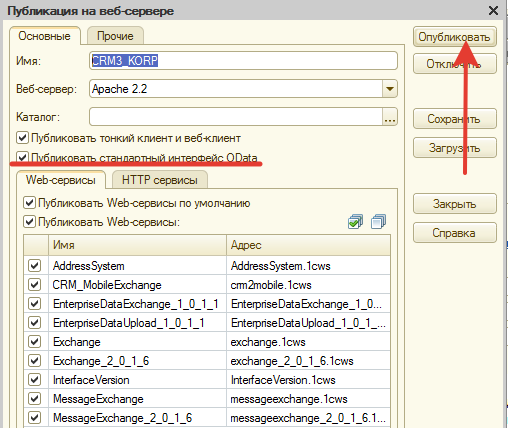 Публикация на веб-сервере
Основные Прочие
Опубликовать
Имя: CRM3_KORP
Отключить
Веб-сервер: Apache 2.2
Каталог: ...
Сохранить
Публиковать тонкий клиент и веб-клиент
Загрузить
Публиковать стандартный интерфейс OData
Web-сервисы HTTP сервисы
Публиковать Web-сервисы по умолчанию
Закрыть
Публиковать Web-сервисы:
Справка
Имя Адрес
AddressSystem AddressSystem.1cws
CRM_MobileExchange crm2mobile.1cws
EnterpriseDataExchange_1_0_1_1 EnterpriseDataExchange_1_0...
EnterpriseDataUpload_1_0_1_1 EnterpriseDataUpload_1_0_1_...
Exchange exchange.1cws
Exchange_2_0_1_6 exchange_2_0_1_6.1cws
InterfaceVersion InterfaceVersion.1cws
MessageExchange messageexchange.1cws
MessageExchange_2_0_1_6 messageexchange_2_0_1_6.1...